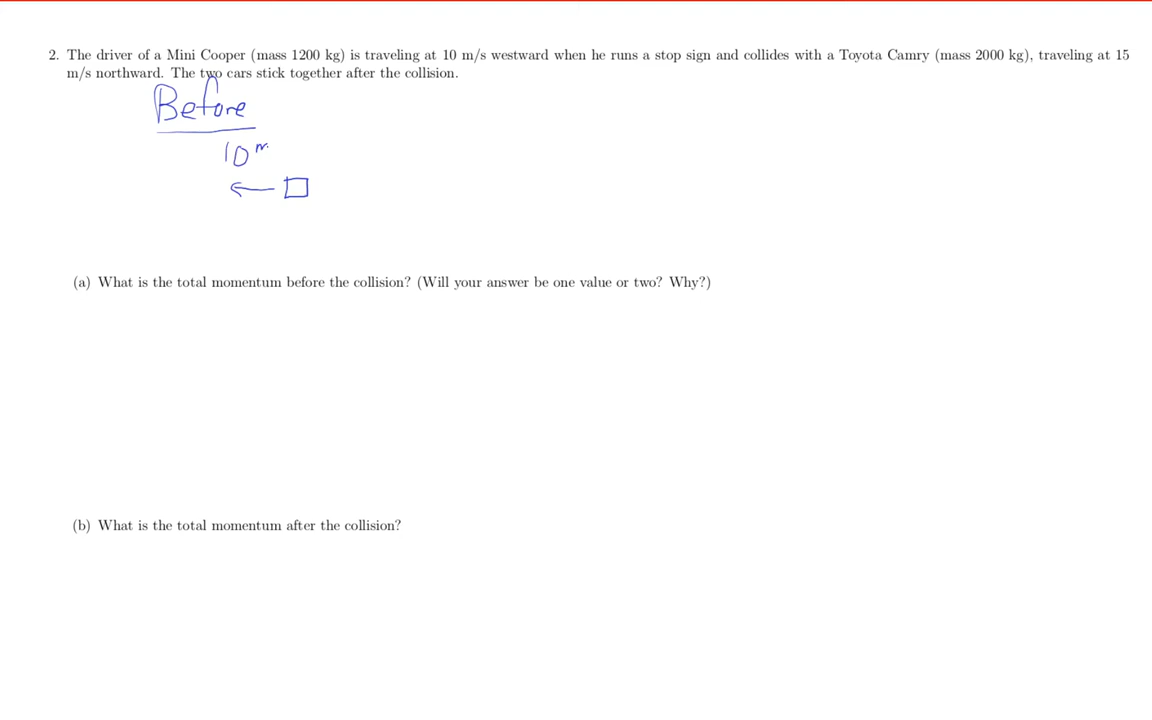 2. The driver of a Mini Cooper (mass 1200 kg) is traveling at 10 m/s westward when he runs a stop sign and collides with a Toyota Camry (mass 2000 kg), traveling at 15
m/s northward. The two cars stick together after the collision.
Before
10 m
(a) What is the total momentum before the collision? (Will your answer be one value or two? Why?)
(b) What is the total momentum after the collision?